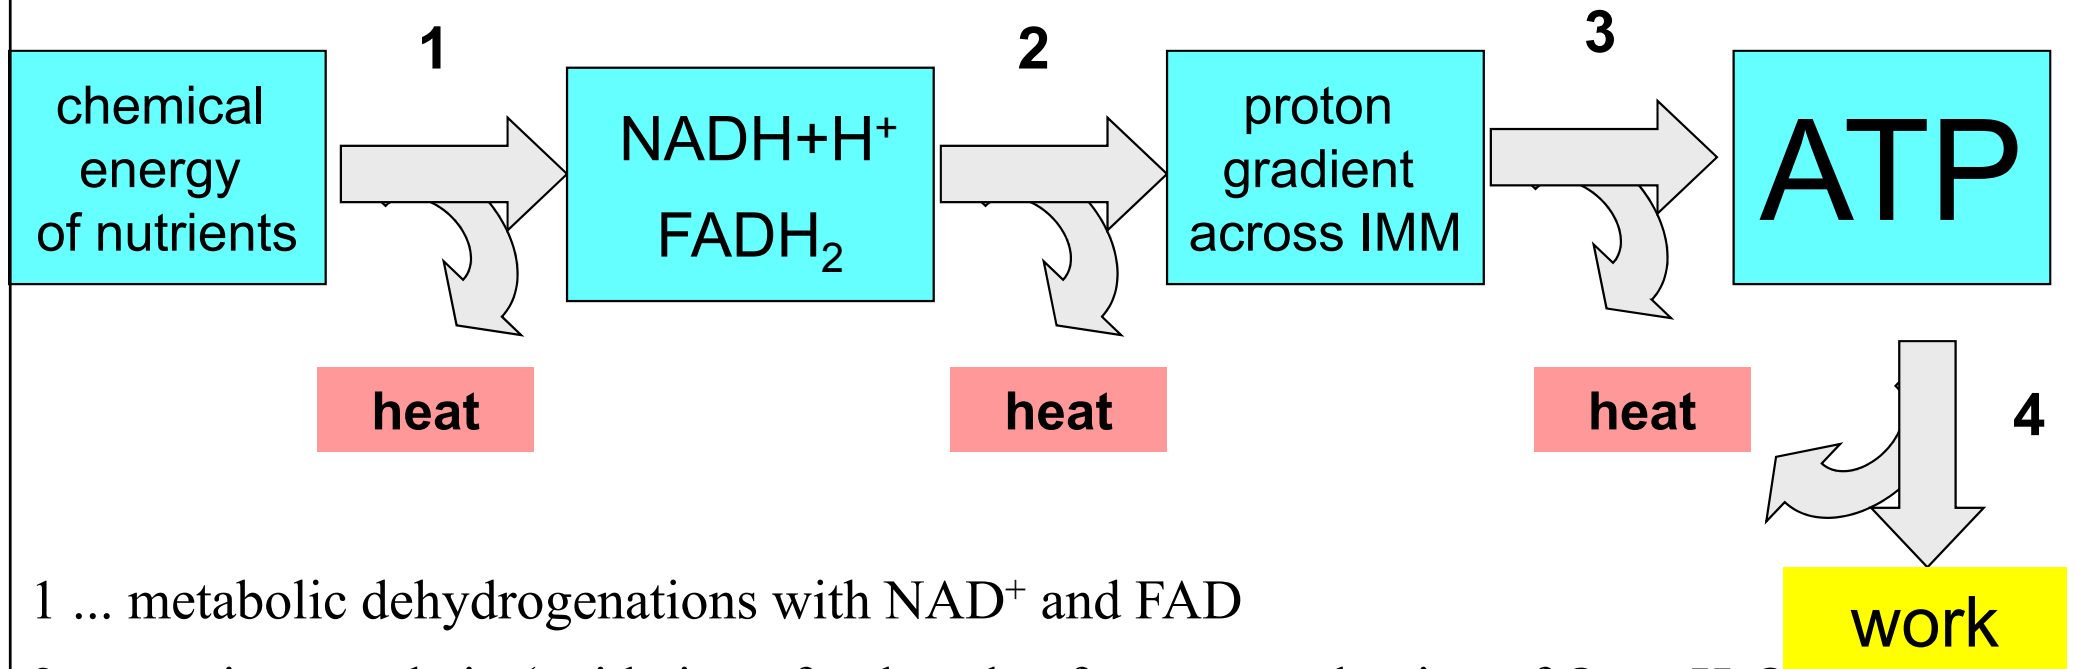 1
2
3
chemical
energy
of nutrients
NADH+H⁺
FADH₂
proton
gradient
across IMM
ATP
heat
heat
heat
4
1 ... metabolic dehydrogenations with NAD⁺ and FAD
work